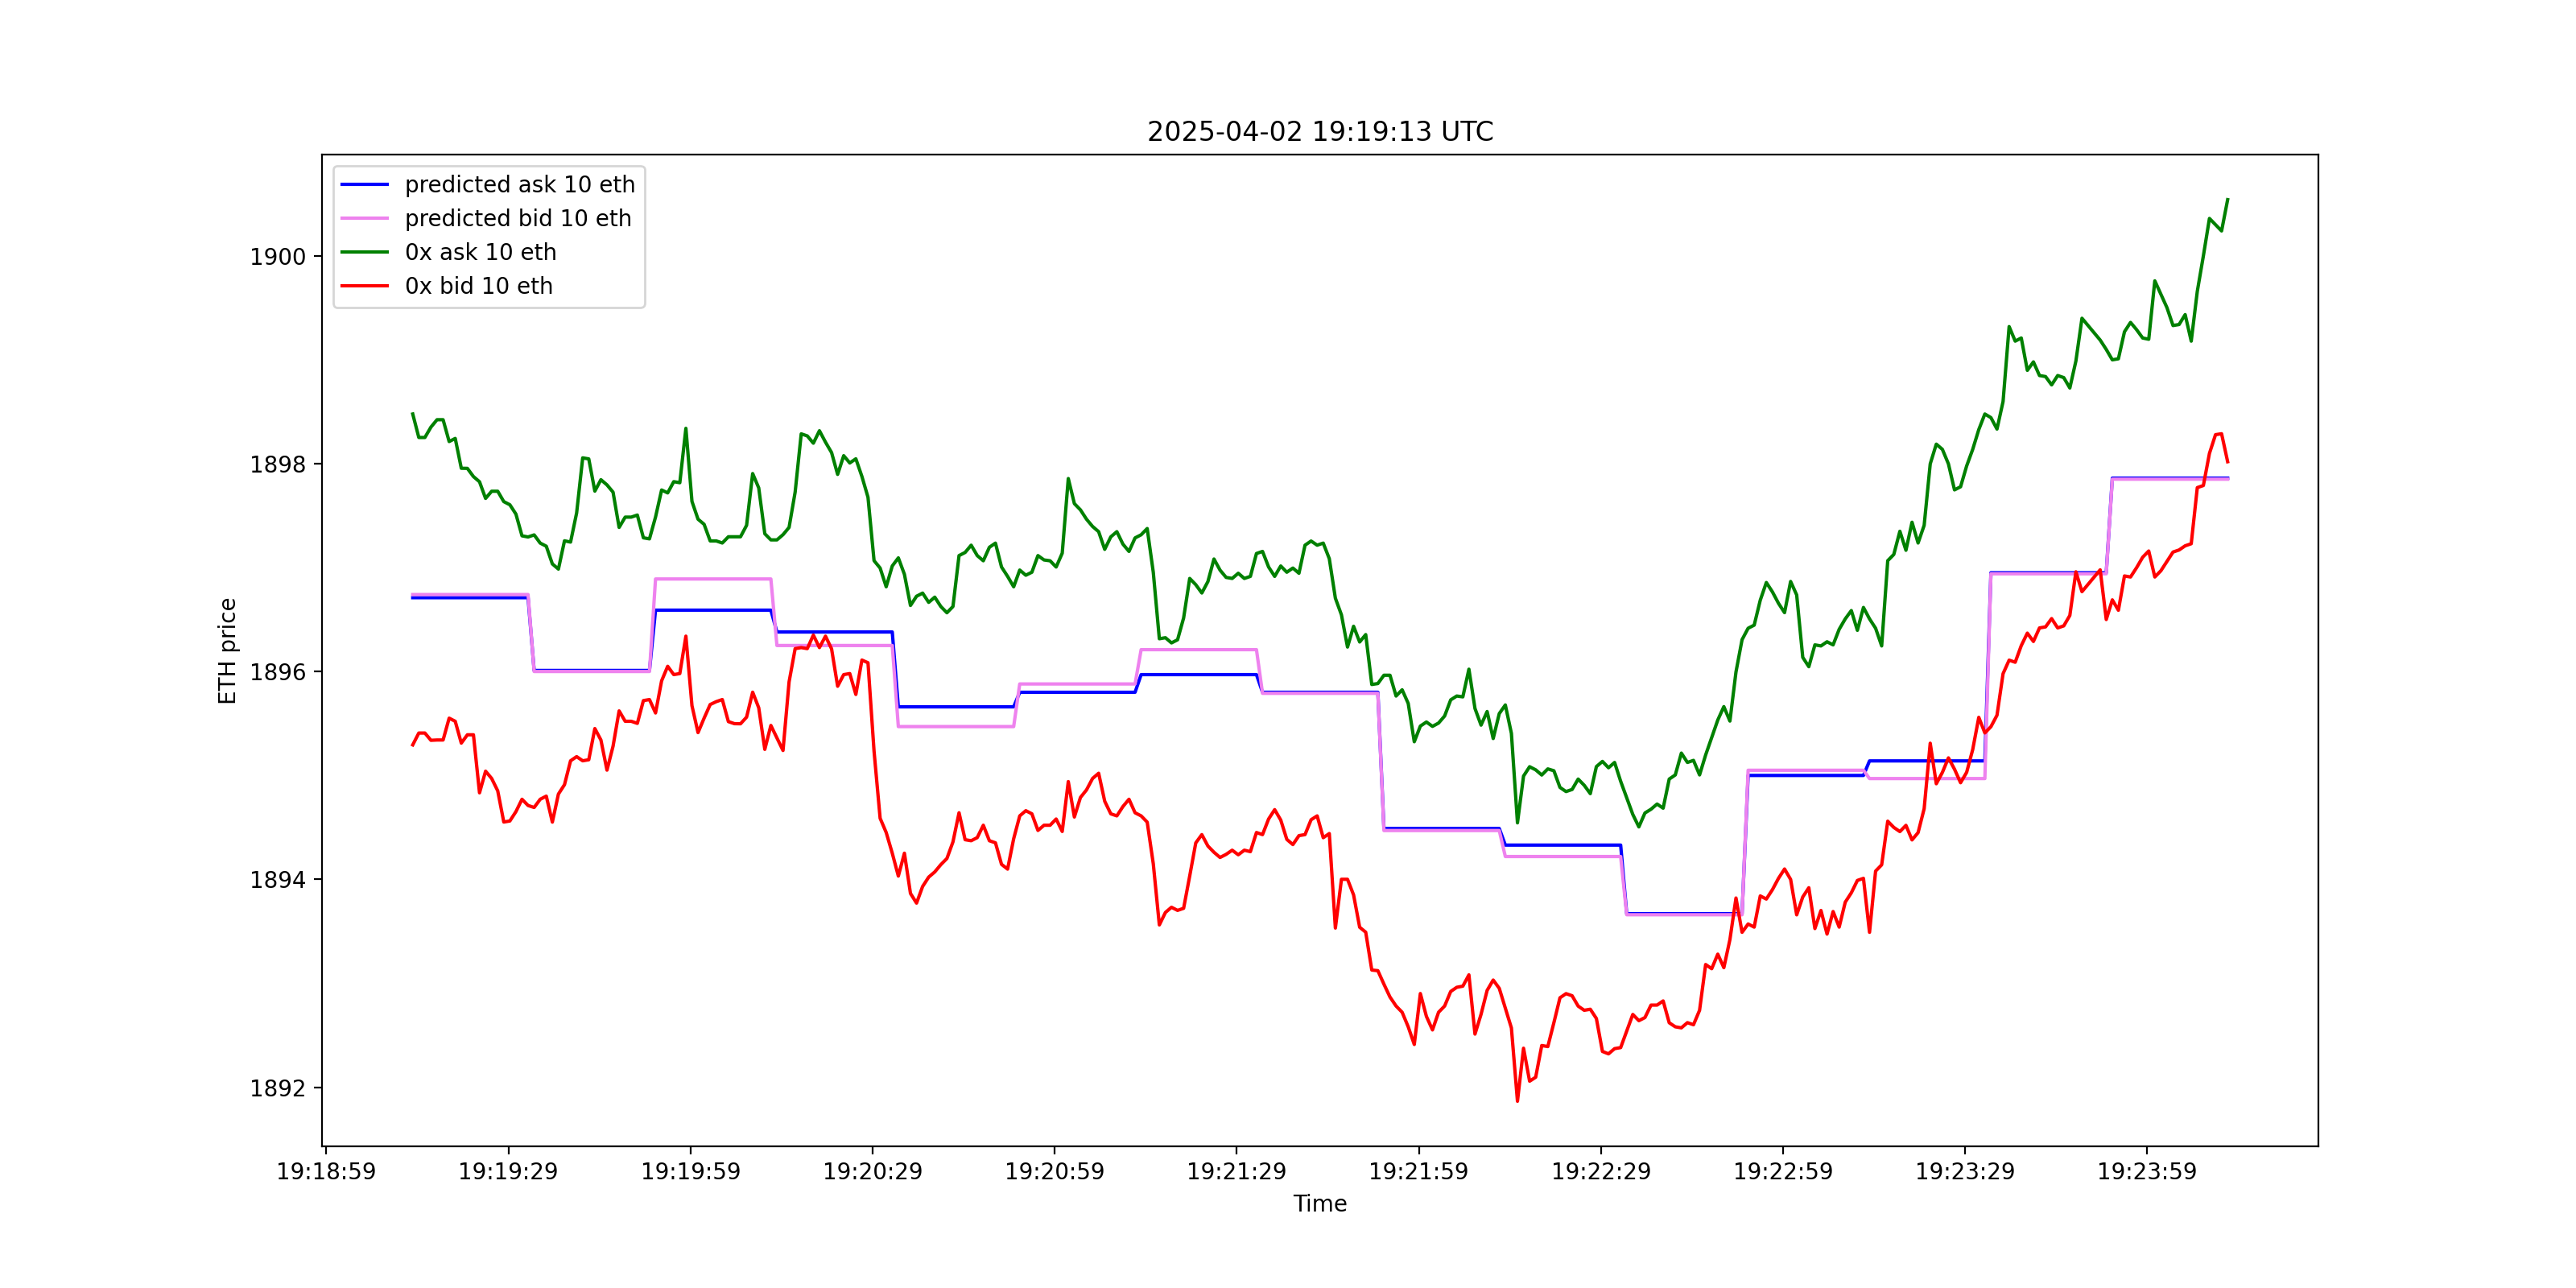 2025-04-02 19:19:13 UTC
predicted ask 10 eth
predicted bid 10 eth
0x ask 10 eth
0x bid 10 eth
ETH price
1900
1898
1896
1894
1892
19:18:59 19:19:29 19:19:59 19:20:29 19:20:59 19:21:29 19:21:59 19:22:29 19:22:59 19:23:29 19:23:59
Time